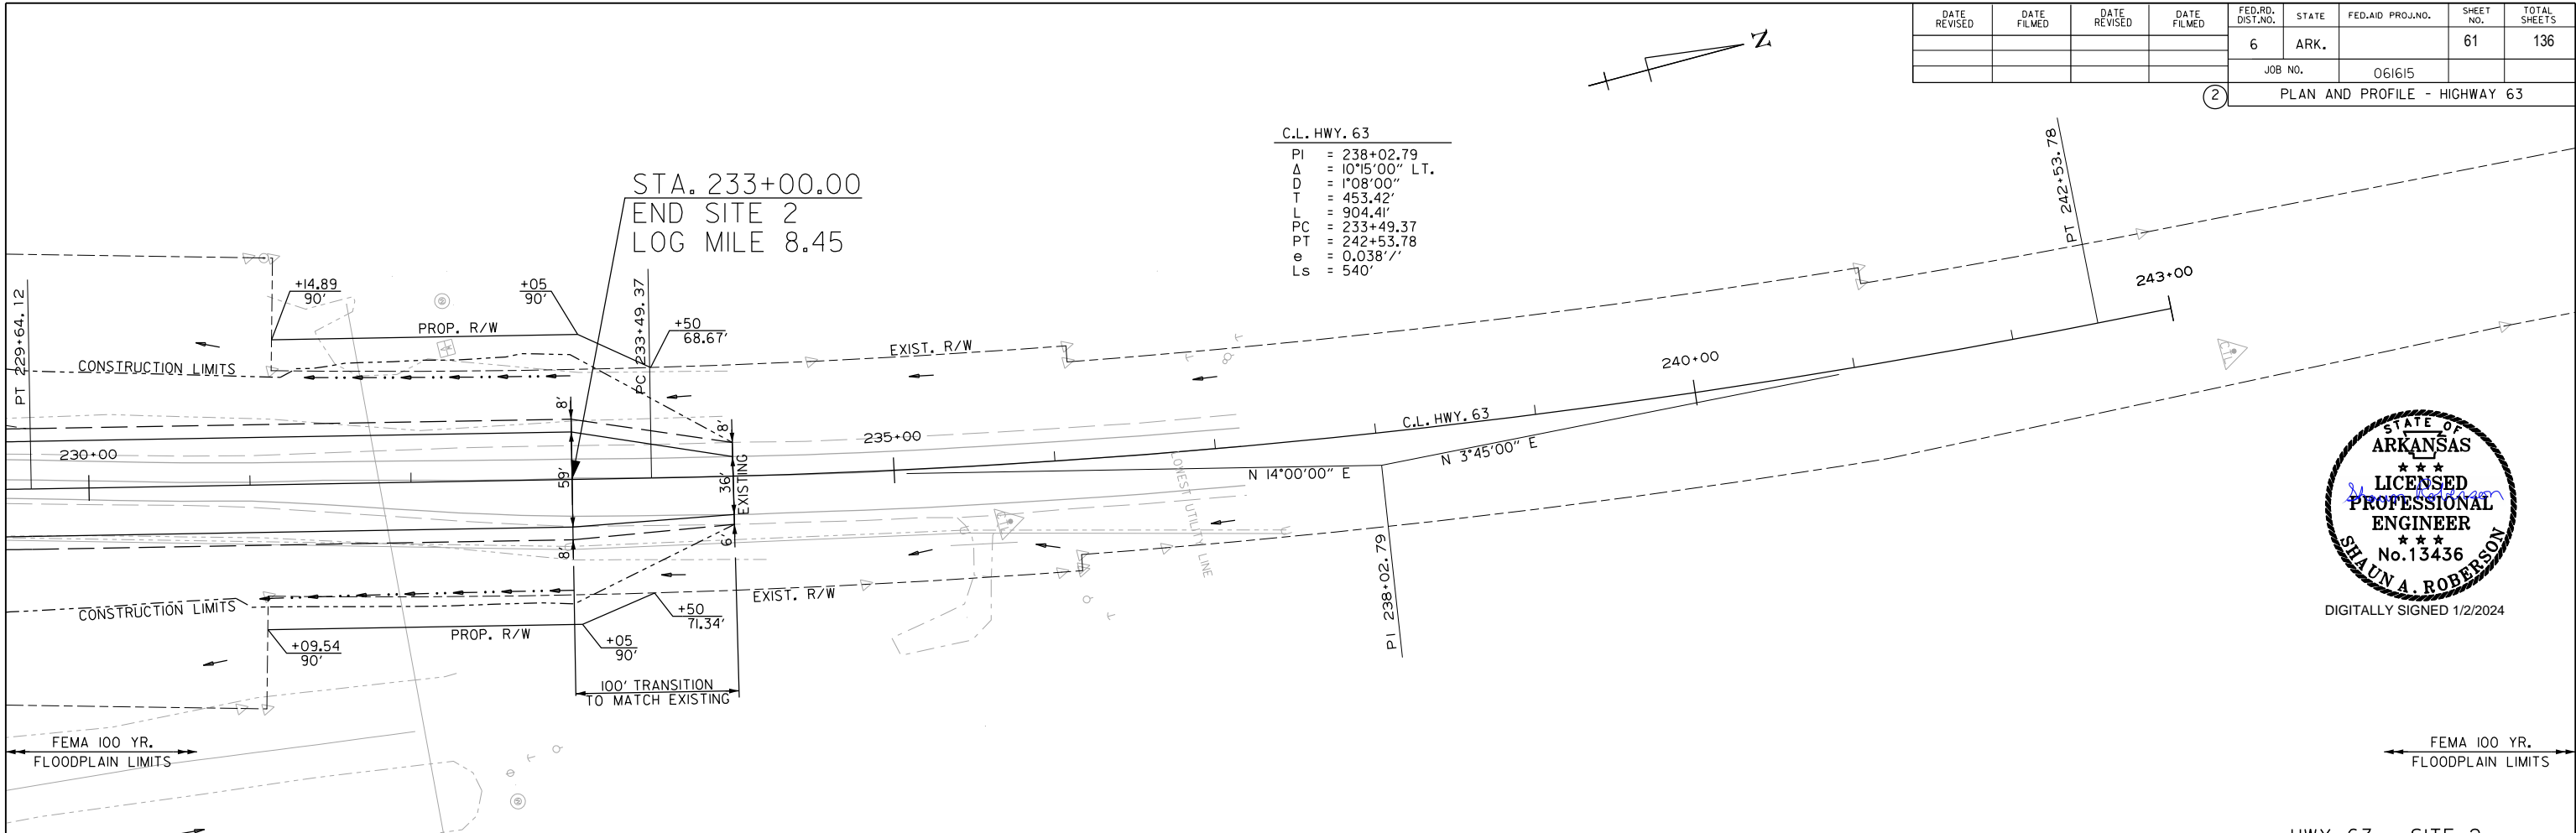 DATE REVISED
DATE FILMED
DATE REVISED
DATE FILMED
FED.RD. DIST.NO.
STATE
FED.AID PROJ.NO.
SHEET NO.
TOTAL SHEETS
6
ARK.
61
136
JOB NO.
061615
2
PLAN AND PROFILE - HIGHWAY 63
N
C.L. HWY. 63
PI = 238+02.79
Δ = 10°15'00" LT.
D = 1°08'00"
T = 453.42'
L = 904.41'
PC = 233+49.37
PT = 242+53.78
e = 0.038'/'
Ls = 540'
STA. 233+00.00
END SITE 2
LOG MILE 8.45
PT 229+64.12
+14.89
90'
+05
90'
PC 233+49.37
+50
68.67'
PROP. R/W
CONSTRUCTION LIMITS
EXIST. R/W
PT 242+53.78
243+00
240+00
C.L. HWY. 63
235+00
230+00
8'
59'
8'
8'
36'
6'
EXISTING
N 14°00'00" E
N 3°45'00" E
LOWEST UTILITY LINE
PI 238+02.79
CONSTRUCTION LIMITS
EXIST. R/W
PROP. R/W
+50
71.34'
+05
90'
+09.54
90'
100' TRANSITION
TO MATCH EXISTING
STATE OF
ARKANSAS
LICENSED
PROFESSIONAL
ENGINEER
No.13436
SHAUN A. ROBERSON
Shaun Roberson
DIGITALLY SIGNED 1/2/2024
FEMA 100 YR.
FLOODPLAIN LIMITS
FEMA 100 YR.
FLOODPLAIN LIMITS